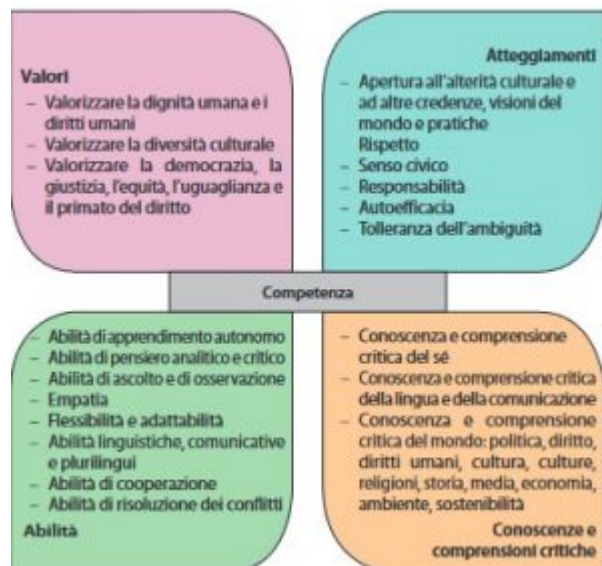 Valori
– Valorizzare la dignità umana e i
diritti umani
– Valorizzare la diversità culturale
– Valorizzare la democrazia, la
giustizia, l'equità, l'uguaglianza e
il primato del diritto
Atteggiamenti
– Apertura all'alterità culturale e
ad altre credenze, visioni del
mondo e pratiche
Rispetto
– Senso civico
– Responsabilità
– Autoefficacia
– Tolleranza dell'ambiguità
Competenza
– Abilità di apprendimento autonomo
– Abilità di pensiero analitico e critico
– Abilità di ascolto e di osservazione
– Empatia
– Flessibilità e adattabilità
– Abilità linguistiche, comunicative
e plurilingui
– Abilità di cooperazione
– Abilità di risoluzione dei conflitti
Abilità
– Conoscenza e comprensione
critica del sé
– Conoscenza e comprensione critica
della lingua e della comunicazione
– Conoscenza e comprensione
critica del mondo: politica, diritto,
diritti umani, cultura, culture,
religioni, storia, media, economia,
ambiente, sostenibilità
Conoscenze e
comprensioni critiche